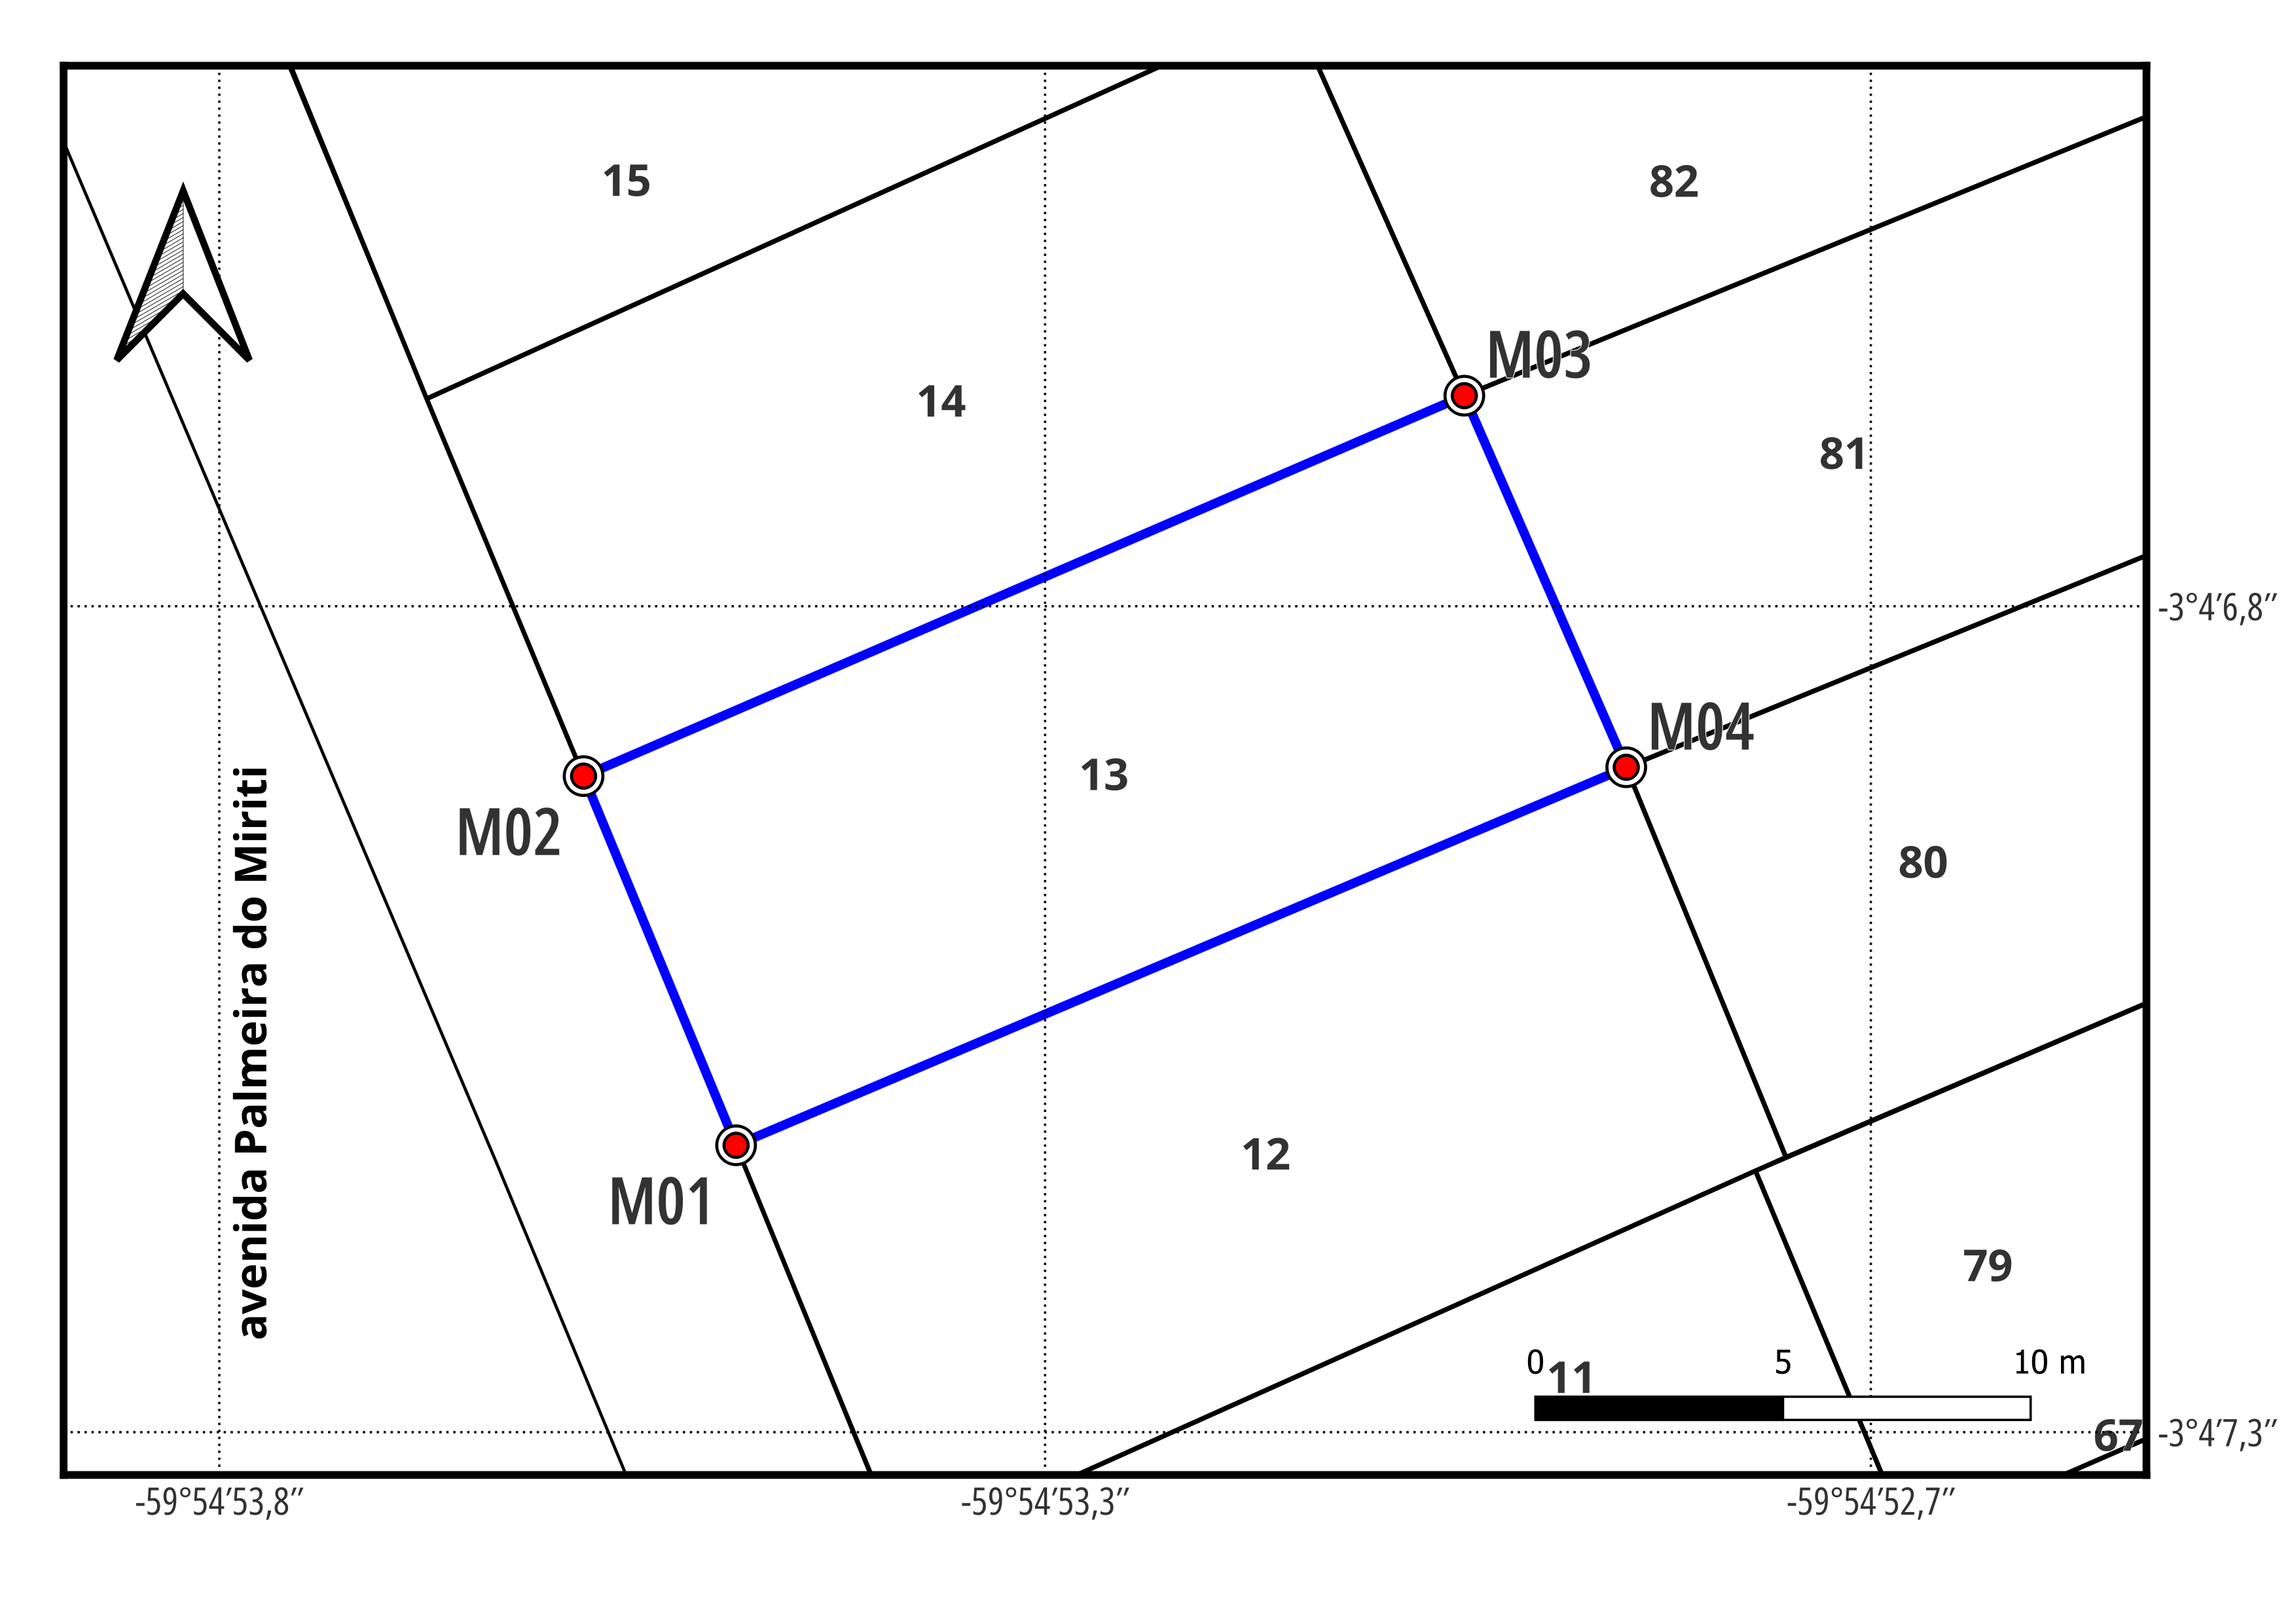 15
82
M03
14
81
-3°4′6,8″
M04
13
M02
80
avenida Palmeira do Miriti
12
M01
79
0 5 10 m
11
67
-3°4′7,3″
-59°54′53,8″
-59°54′53,3″
-59°54′52,7″